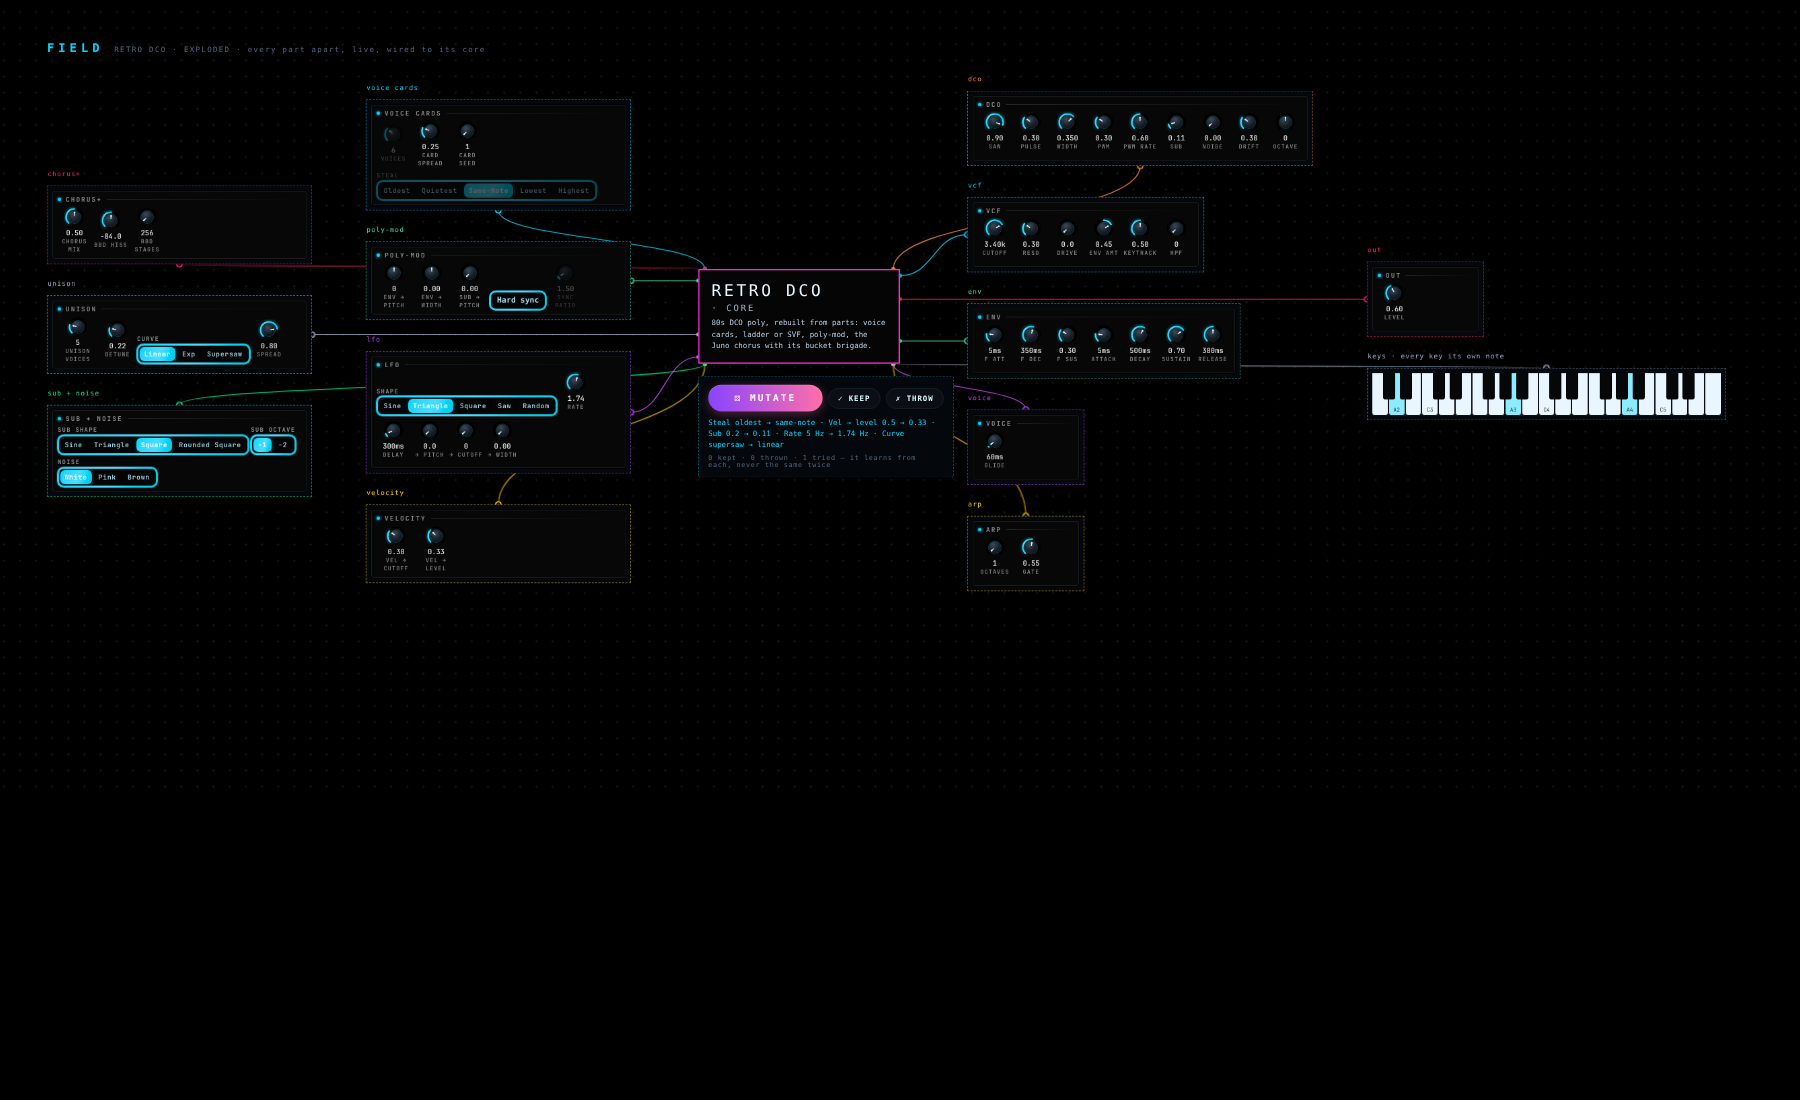 FIELD RETRO DCO · EXPLODED · every part apart, live, wired to its core
voice cards
VOICE CARDS
6 0.25 1
VOICES CARD SPREAD CARD SEED
STEAL
Oldest Quietest Same-Note Lowest Highest
chorus+
CHORUS+
0.50 -84.0 256
CHORUS MIX BBD HISS BBD STAGES
poly-mod
POLY-MOD
0 0.00 0.00 Hard sync 1.50
ENV → PITCH ENV → WIDTH SUB → PITCH SYNC RATIO
unison
UNISON
5 0.22 0.80
UNISON VOICES DETUNE SPREAD
CURVE
Linear Exp Supersaw
lfo
LFO
SHAPE
Sine Triangle Square Saw Random
1.74
RATE
300ms 0.0 0 0.00
DELAY → PITCH → CUTOFF → WIDTH
sub + noise
SUB + NOISE
SUB SHAPE SUB OCTAVE
Sine Triangle Square Rounded Square -1 -2
NOISE
White Pink Brown
velocity
VELOCITY
0.30 0.33
VEL → CUTOFF VEL → LEVEL
RETRO DCO
· CORE
80s DCO poly, rebuilt from parts: voice
cards, ladder or SVF, poly-mod, the
Juno chorus with its bucket brigade.
⚄ MUTATE ✓ KEEP ✗ THROW
Steal oldest → same-note · Vel → level 0.5 → 0.33 ·
Sub 0.2 → 0.11 · Rate 5 Hz → 1.74 Hz · Curve
supersaw → linear
0 kept · 0 thrown · 1 tried — it learns from
each, never the same twice
dco
DCO
0.90 0.30 0.350 0.30 0.60 0.11 0.00 0.30 0
SAW PULSE WIDTH PWM PWM RATE SUB NOISE DRIFT OCTAVE
vcf
VCF
3.40k 0.30 0.0 0.45 0.50 0
CUTOFF RESO DRIVE ENV AMT KEYTRACK HPF
env
ENV
5ms 350ms 0.30 5ms 500ms 0.70 300ms
F ATT F DEC F SUS ATTACK DECAY SUSTAIN RELEASE
voice
VOICE
60ms
GLIDE
arp
ARP
1 0.55
OCTAVES GATE
out
OUT
0.60
LEVEL
keys · every key its own note
A2 C3 A3 C4 A4 C5